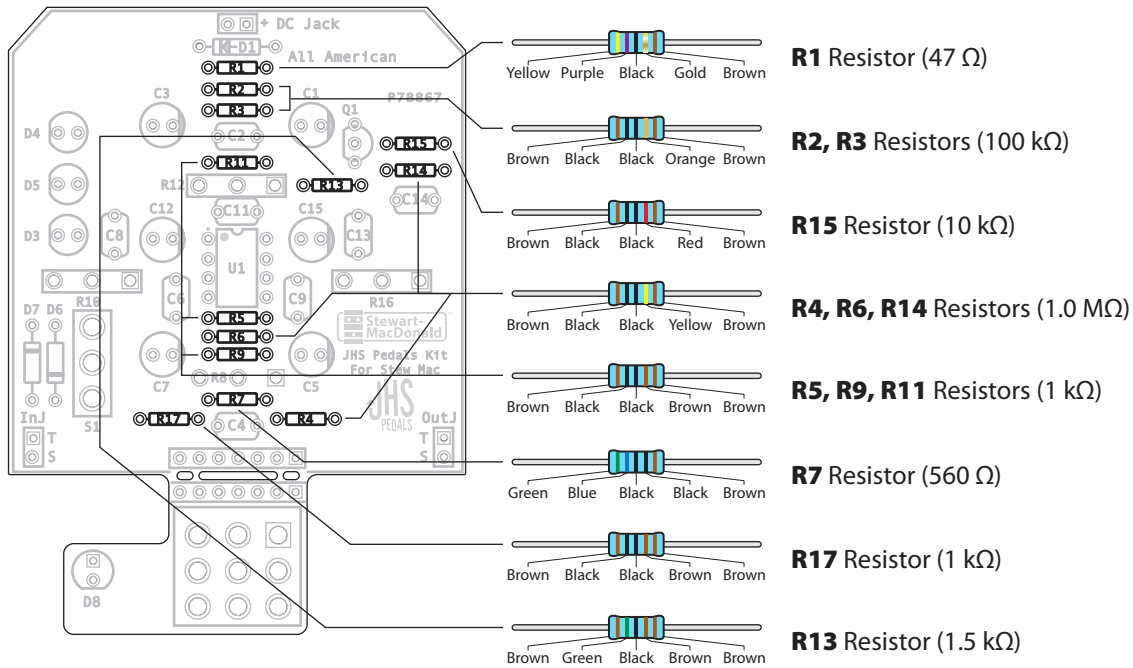 + DC Jack
D1
All American
R1
R2
R3
P78867
C3
C1
C2
Q1
D4
R15
R11
R14
D5
R12
R13
C14
C12
C11
C15
D3
C8
C13
U1
R10
C6
C9
R16
D7 D6
R5
R6
R9
Stewart-
MacDonald
JHS Pedals Kit
For Stew Mac
C7
R8
C5
R7
JHS
PEDALS
InJ
S1
R17
C4
R4
OutJ
T
S
T
S
D8
Yellow Purple Black Gold Brown
R1 Resistor (47 Ω)
Brown Black Black Orange Brown
R2, R3 Resistors (100 kΩ)
Brown Black Black Red Brown
R15 Resistor (10 kΩ)
Brown Black Black Yellow Brown
R4, R6, R14 Resistors (1.0 MΩ)
Brown Black Black Brown Brown
R5, R9, R11 Resistors (1 kΩ)
Green Blue Black Black Brown
R7 Resistor (560 Ω)
Brown Black Black Brown Brown
R17 Resistor (1 kΩ)
Brown Green Black Brown Brown
R13 Resistor (1.5 kΩ)